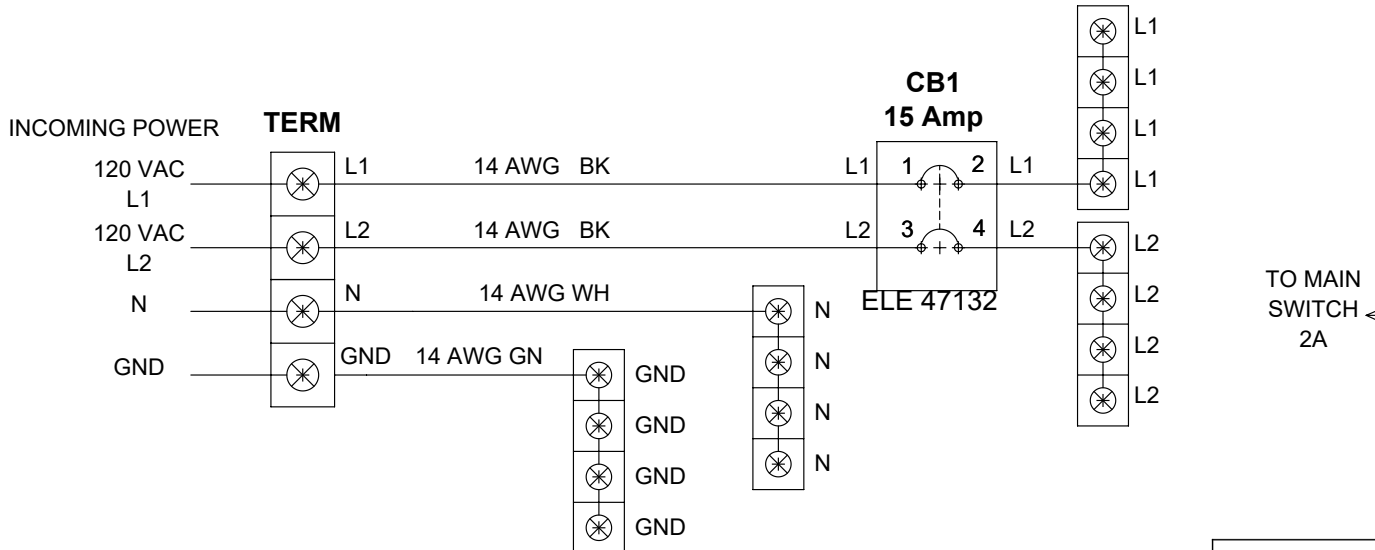 L1
L1
L1
L1
CB1
15 Amp
INCOMING POWER
TERM
120 VAC
L1
L1
14 AWG BK
L1
1
2
L1
120 VAC
L2
L2
14 AWG BK
L2
3
4
L2
L2
L2
L2
L2
ELE 47132
TO MAIN
SWITCH
2A
N
N
14 AWG WH
N
N
N
N
GND
GND
14 AWG GN
GND
GND
GND
GND